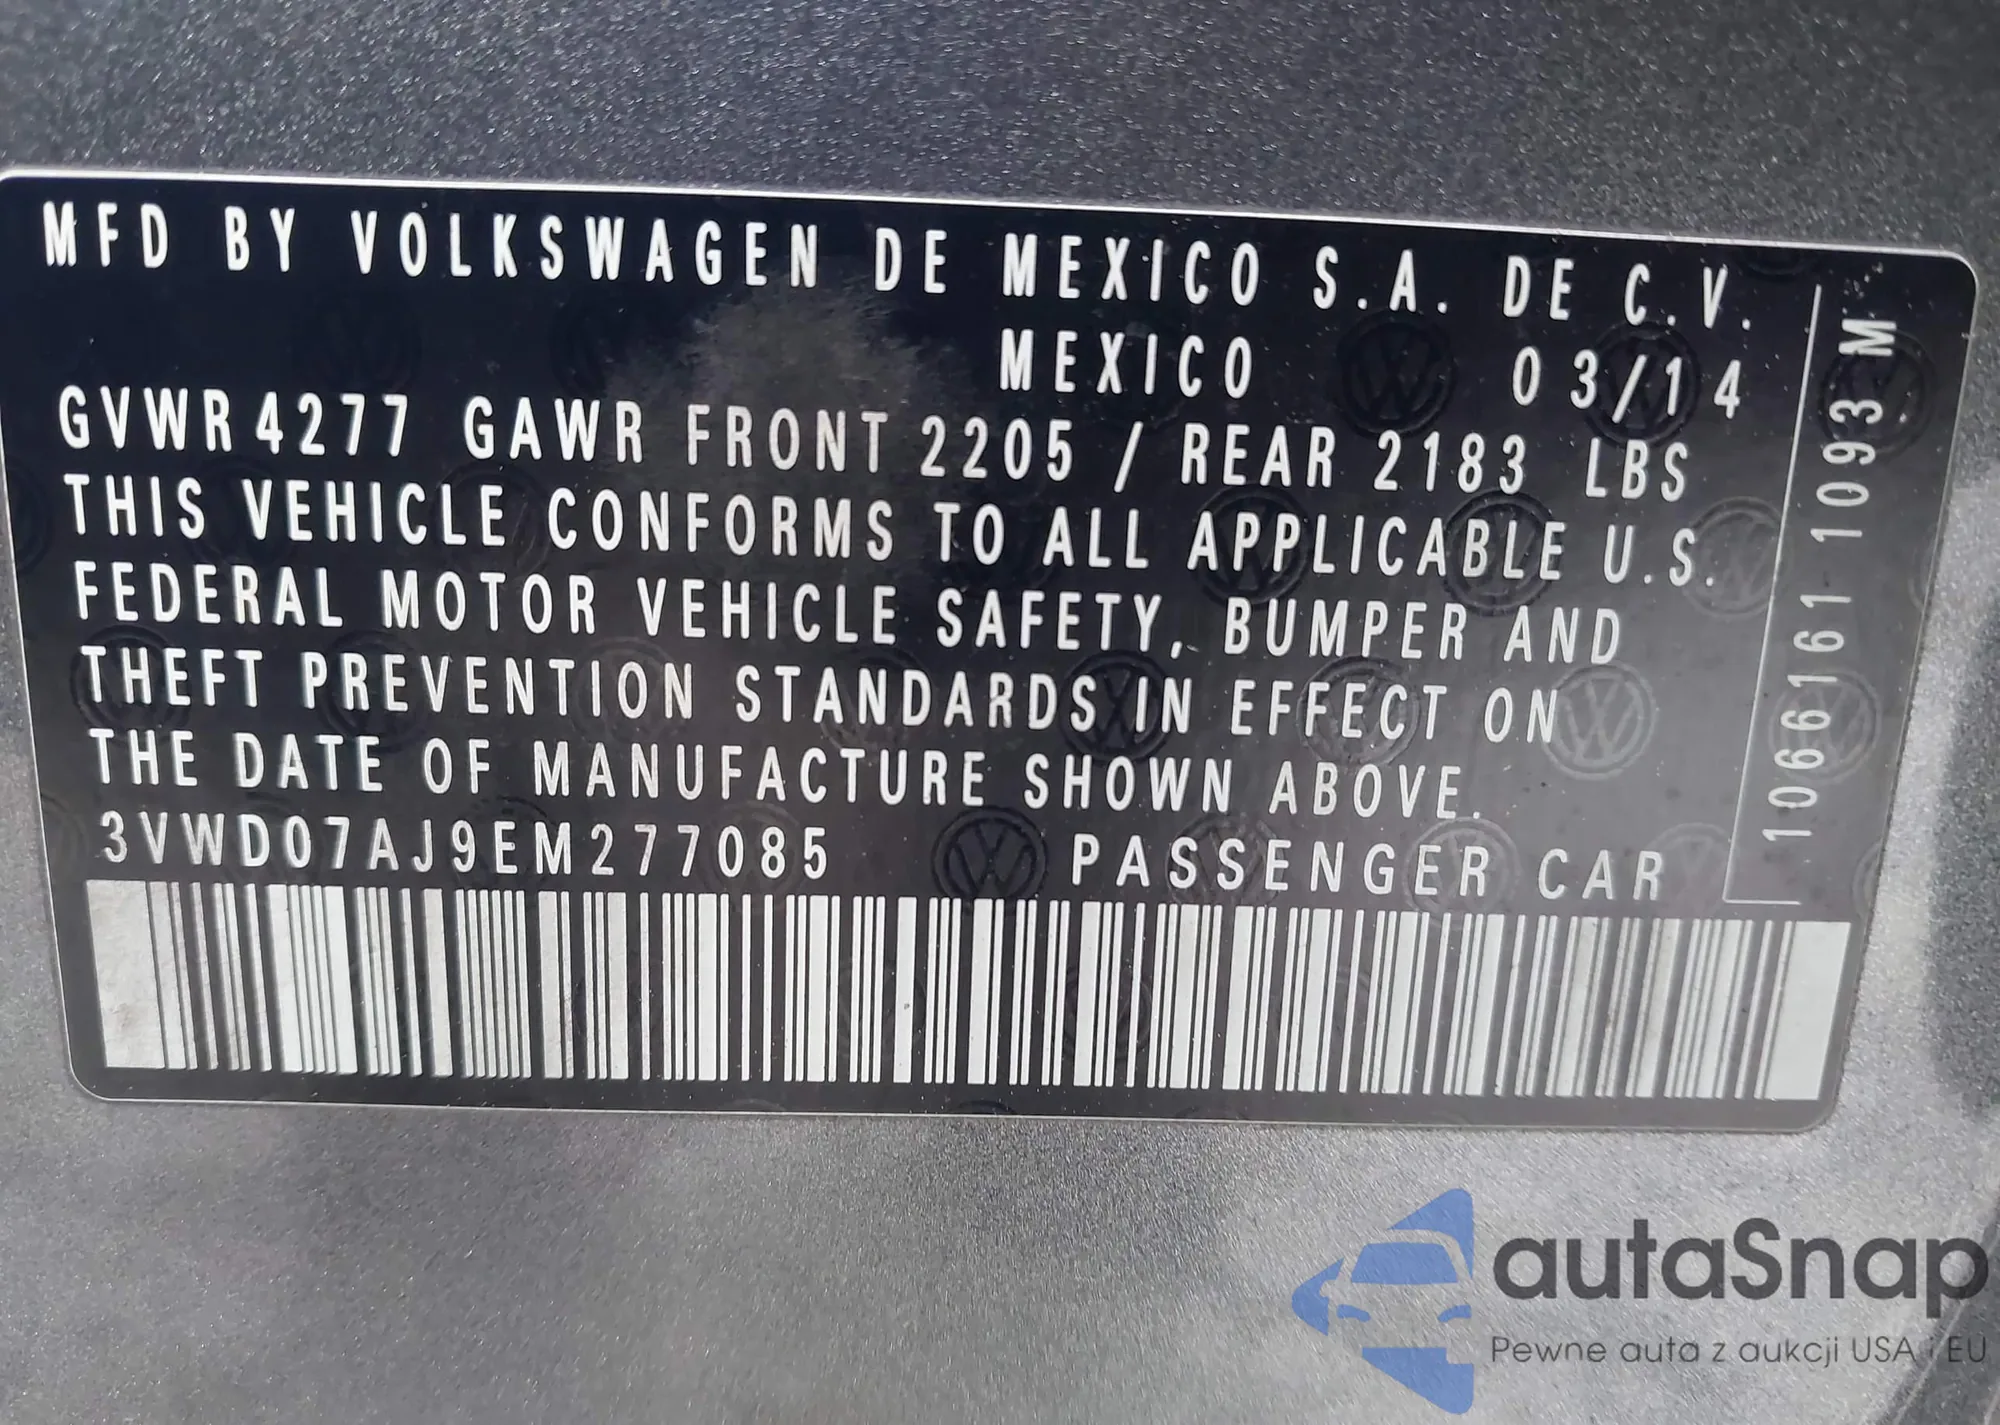 MFD BY VOLKSWAGEN DE MEXICO S.A. DE C.V.
MEXICO 03/14
GVWR 4277 GAWR FRONT 2205 / REAR 2183 LBS
THIS VEHICLE CONFORMS TO ALL APPLICABLE U.S.
FEDERAL MOTOR VEHICLE SAFETY, BUMPER AND
THEFT PREVENTION STANDARDS IN EFFECT ON
THE DATE OF MANUFACTURE SHOWN ABOVE.
3VWD07AJ9EM277085 PASSENGER CAR
1066161 1093 M
autaSnap
Pewne auta z aukcji USA i EU